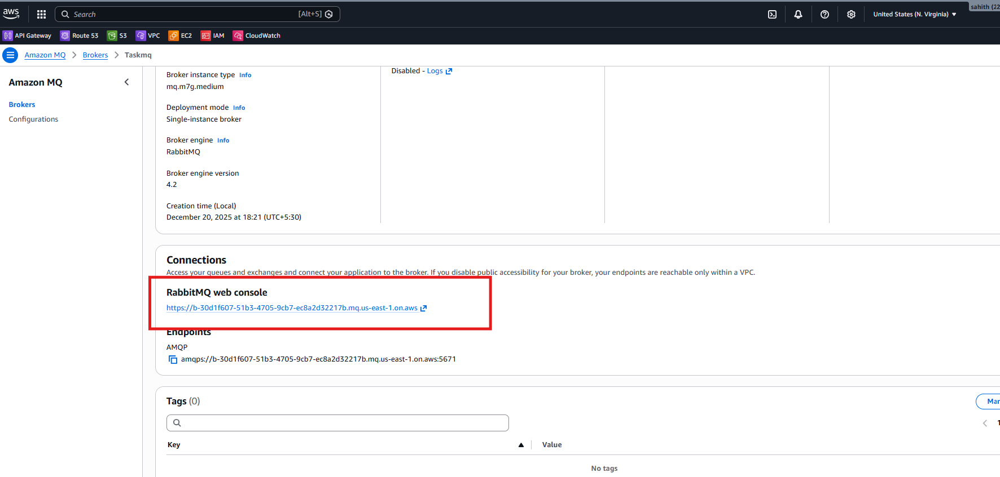 aws
Search [Alt+S]
United States (N. Virginia)
sahith (22
API Gateway Route 53 S3 VPC EC2 IAM CloudWatch
Amazon MQ Brokers Taskmq
Amazon MQ
Brokers
Configurations
Broker instance type Info
mq.m7g.medium
Deployment mode Info
Single-instance broker
Broker engine Info
RabbitMQ
Broker engine version
4.2
Creation time (Local)
December 20, 2025 at 18:21 (UTC+5:30)
Disabled - Logs
Connections
Access your queues and exchanges and connect your application to the broker. If you disable public accessibility for your broker, your endpoints are reachable only within a VPC.
RabbitMQ web console
https://b-30d1f607-51b3-4705-9cb7-ec8a2d32217b.mq.us-east-1.on.aws
Endpoints
AMQP
amqps://b-30d1f607-51b3-4705-9cb7-ec8a2d32217b.mq.us-east-1.on.aws:5671
Tags (0)
Mar
1
Key Value
No tags